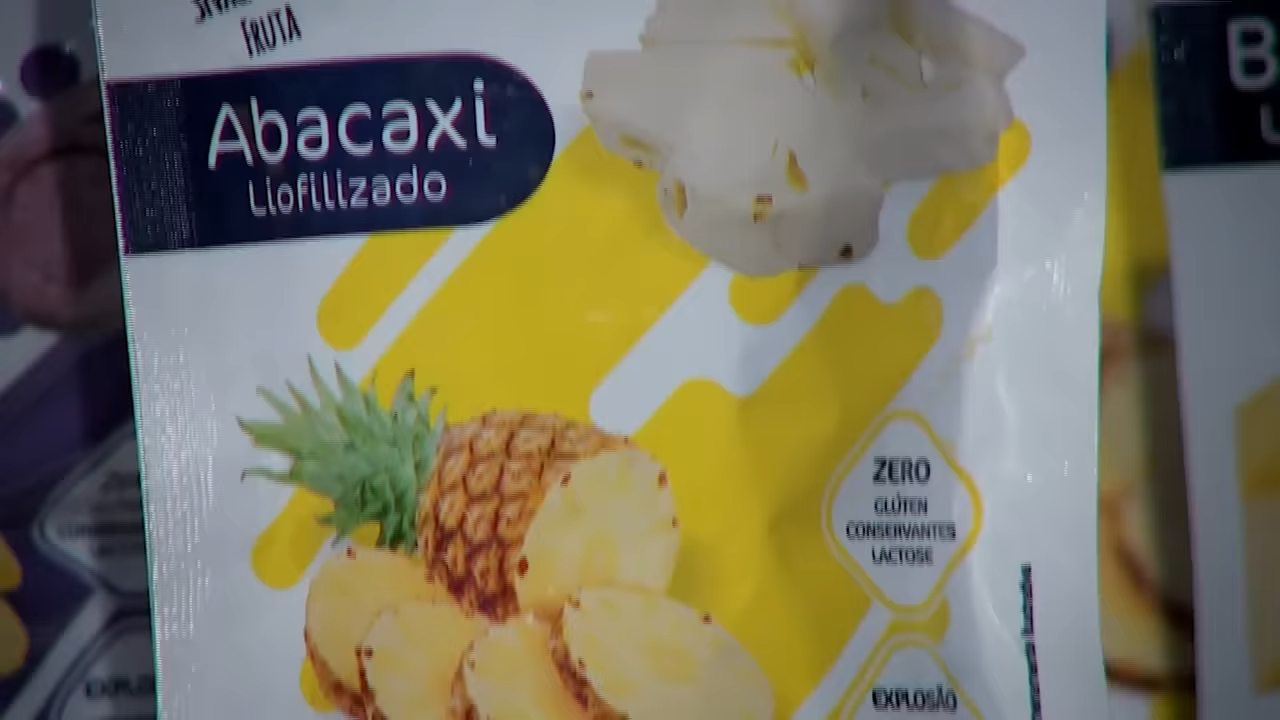 FRUTA
Abacaxi
Liofilizado
ZERO
GLÚTEN
CONSERVANTES
LACTOSE
EXPLOSÃO
B